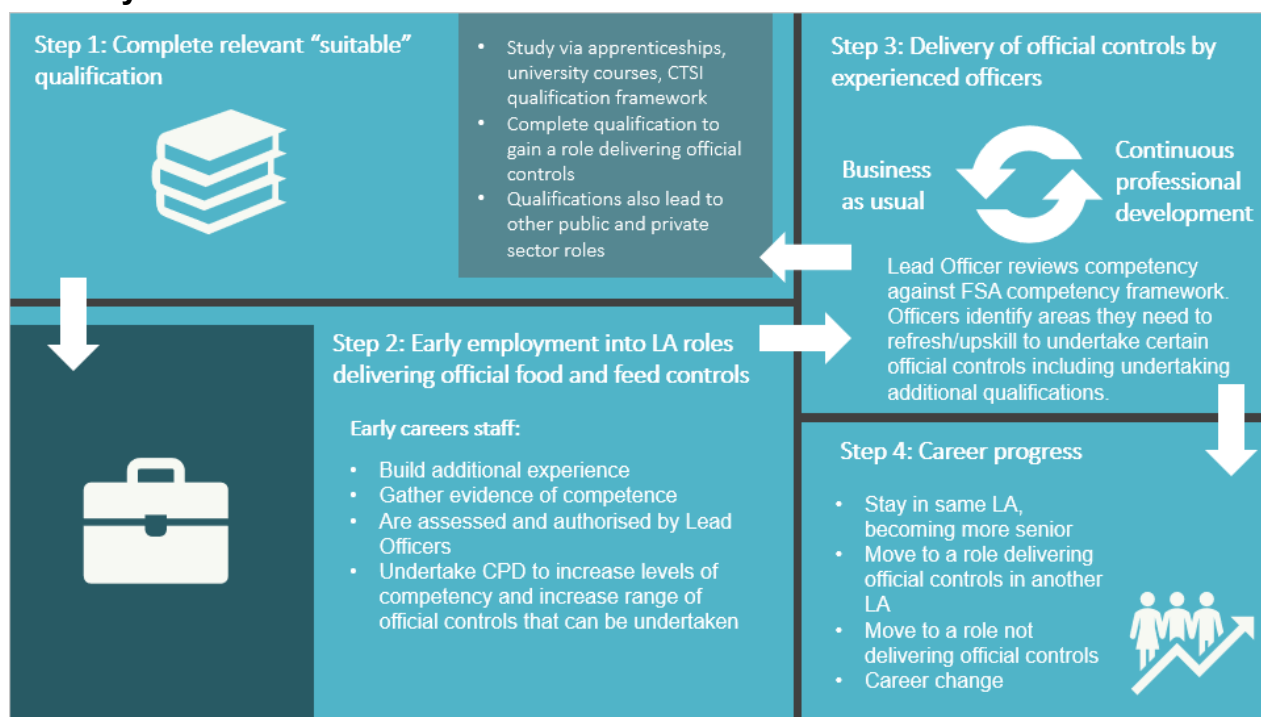 Step 1: Complete relevant “suitable”
qualification
• Study via apprenticeships,
university courses, CTSI
qualification framework
• Complete qualification to
gain a role delivering official
controls
• Qualifications also lead to
other public and private
sector roles
Step 2: Early employment into LA roles
delivering official food and feed controls
Early careers staff:
• Build additional experience
• Gather evidence of competence
• Are assessed and authorised by Lead
Officers
• Undertake CPD to increase levels of
competency and increase range of
official controls that can be undertaken
Step 3: Delivery of official controls by
experienced officers
Business
as usual
Continuous
professional
development
Lead Officer reviews competency
against FSA competency framework.
Officers identify areas they need to
refresh/upskill to undertake certain
official controls including undertaking
additional qualifications.
Step 4: Career progress
• Stay in same LA,
becoming more senior
• Move to a role delivering
official controls in another
LA
• Move to a role not
delivering official controls
• Career change